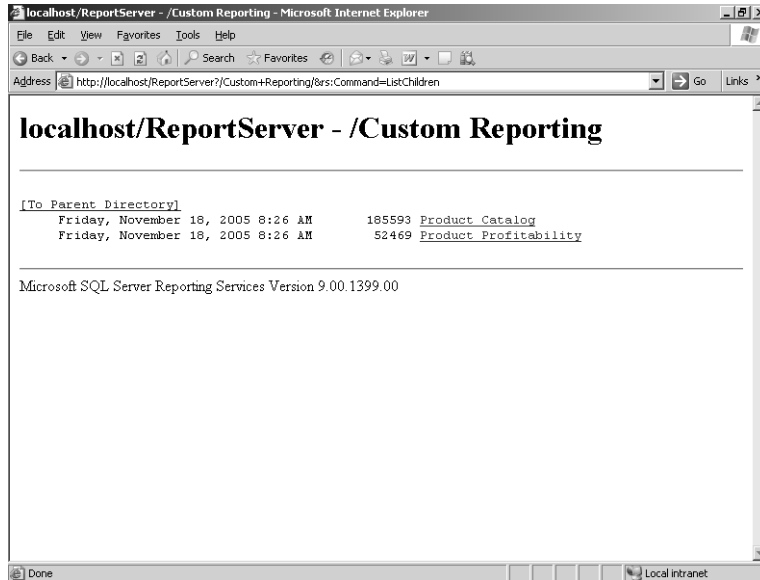 localhost/ReportServer - /Custom Reporting - Microsoft Internet Explorer
File Edit View Favorites Tools Help
Back Search Favorites
Address http://localhost/ReportServer?/Custom+Reporting/&rs:Command=ListChildren Go Links
localhost/ReportServer - /Custom Reporting
[To Parent Directory]
Friday, November 18, 2005 8:26 AM 185593 Product Catalog
Friday, November 18, 2005 8:26 AM 52469 Product Profitability
Microsoft SQL Server Reporting Services Version 9.00.1399.00
Done Local intranet